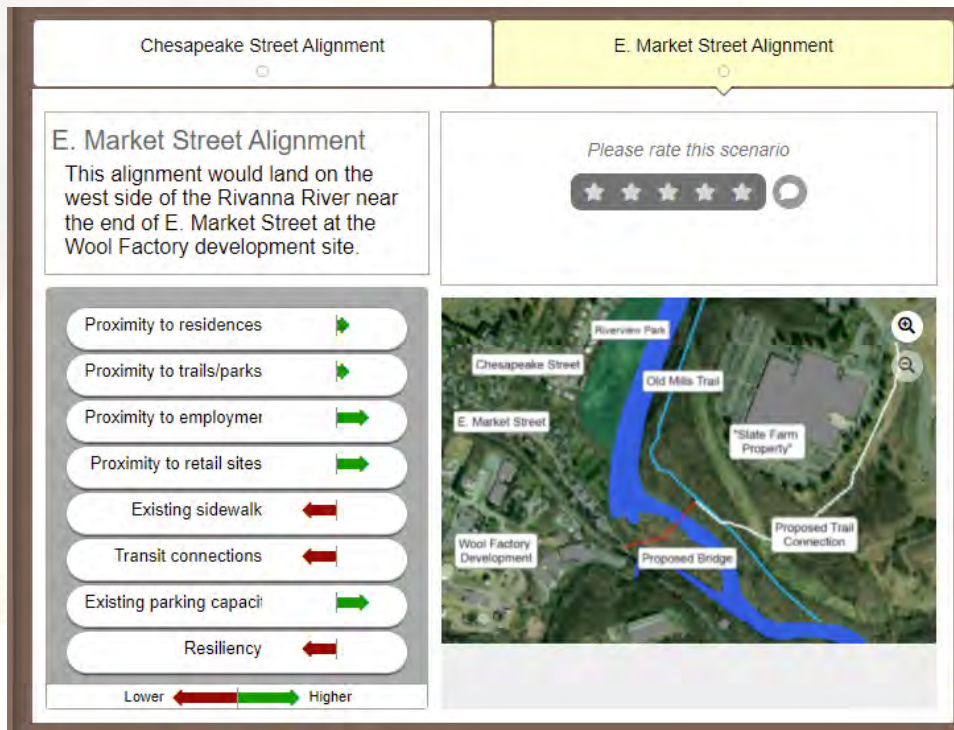 Chesapeake Street Alignment
E. Market Street Alignment
E. Market Street Alignment
This alignment would land on the
west side of the Rivanna River near
the end of E. Market Street at the
Wool Factory development site.
Please rate this scenario
Proximity to residences
Proximity to trails/parks
Proximity to employmer
Proximity to retail sites
Existing sidewalk
Transit connections
Existing parking capacit
Resiliency
Lower
Higher
Riverview Park
Chesapeake Street
Old Mills Trail
E. Market Street
"State Farm
Property"
Wool Factory
Development
Proposed Bridge
Proposed Trail
Connection